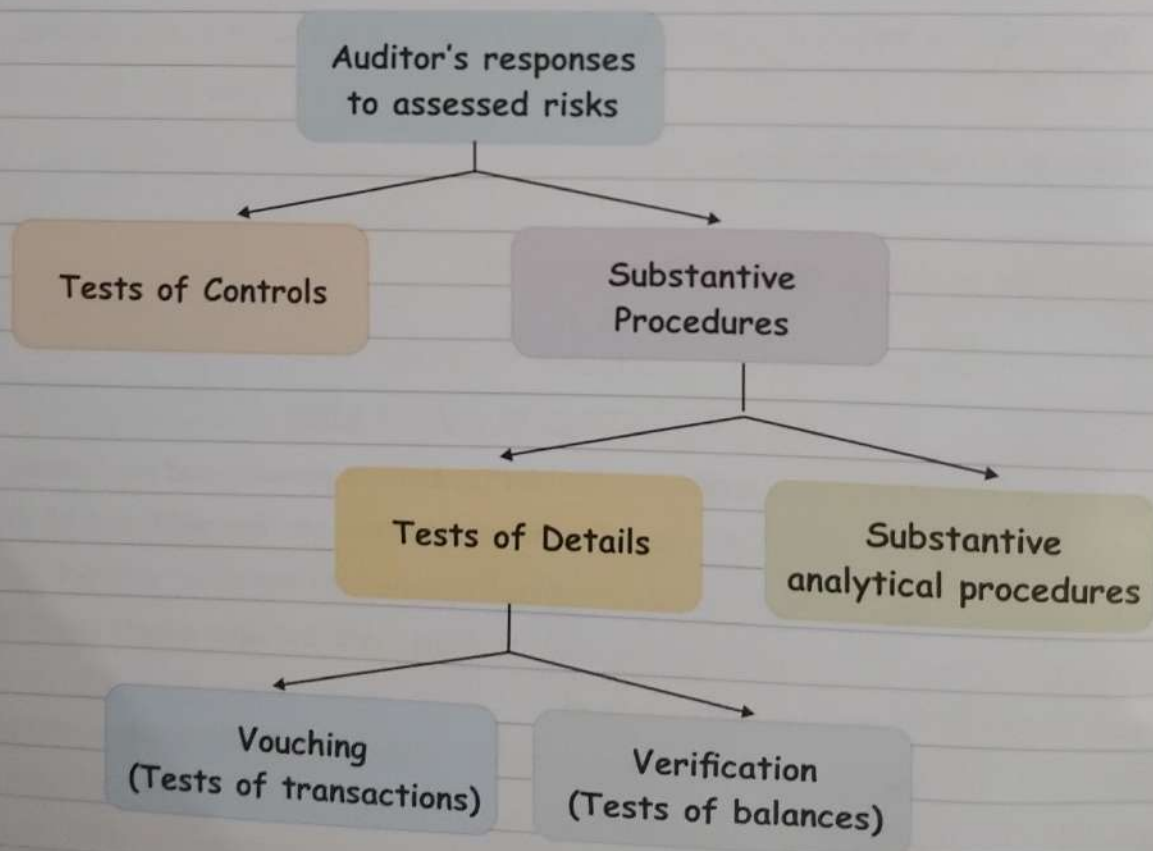 Auditor's responses
to assessed risks
Tests of Controls
Substantive
Procedures
Tests of Details
Substantive
analytical procedures
Vouching
(Tests of transactions)
Verification
(Tests of balances)